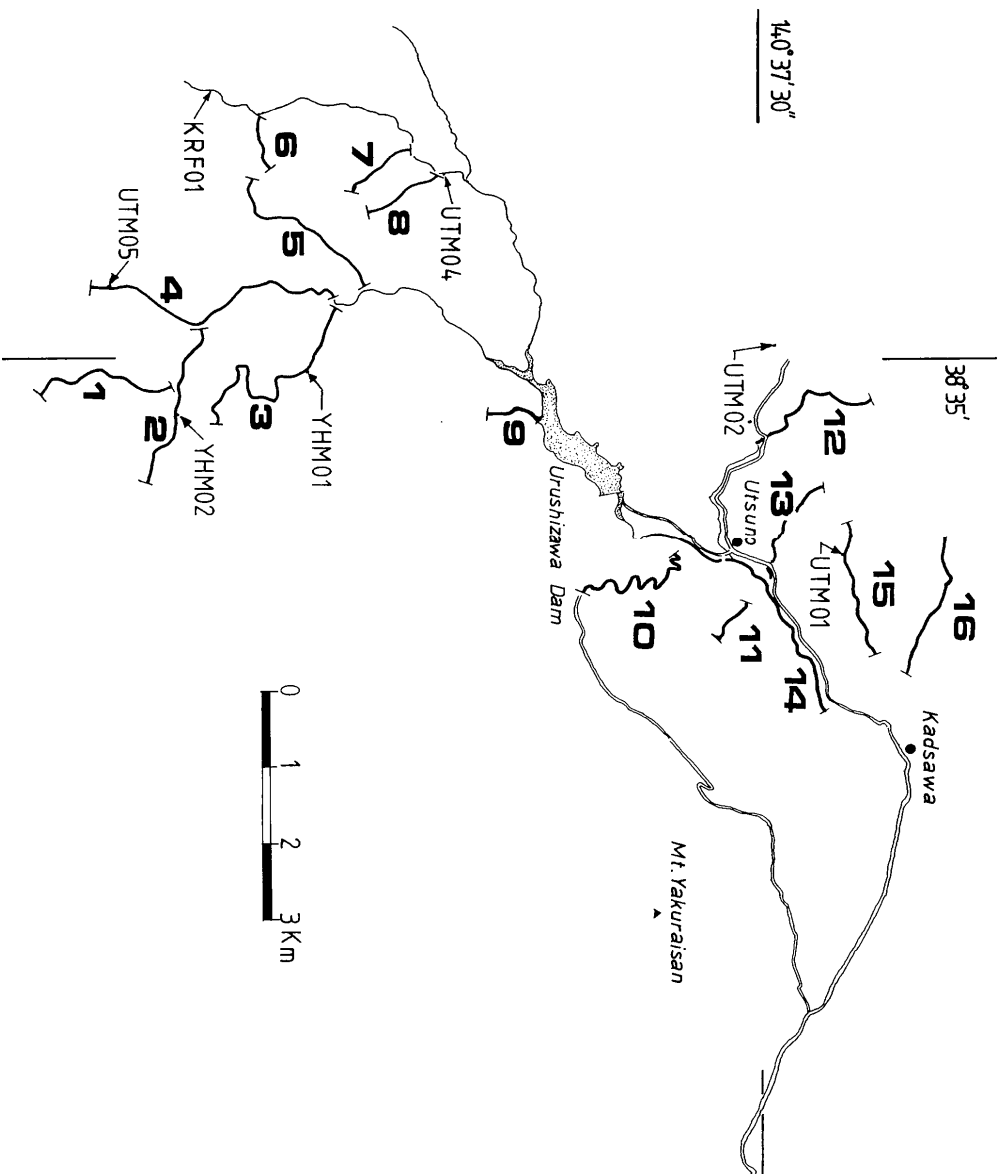 140°37'30"
38°35'
KRF01
6
7
8
UTM04
5
UTM05
4
1
2
YHM02
3
YHM01
9
Urushizawa Dam
UTM02
12
13
Utsuno
UTM01
15
16
10
11
14
Kadsawa
Mt. Yakuraisan
0 1 2 3 Km